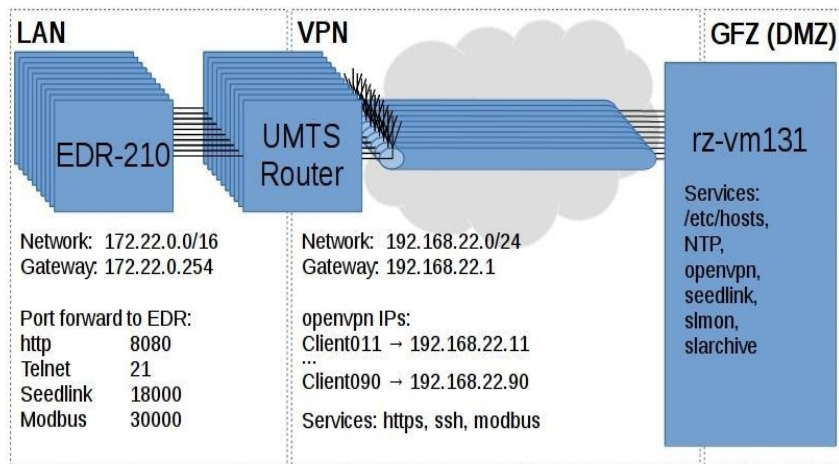 LAN
VPN
GFZ (DMZ)
EDR-210
UMTS
Router
rz-vm131
Network: 172.22.0.0/16
Gateway: 172.22.0.254
Port forward to EDR:
http 8080
Telnet 21
Seedlink 18000
Modbus 30000
Network: 192.168.22.0/24
Gateway: 192.168.22.1
openvpn IPs:
Client011 → 192.168.22.11
...
Client090 → 192.168.22.90
Services: https, ssh, modbus
Services:
/etc/hosts,
NTP,
openvpn,
seedlink,
slmon,
slarchive